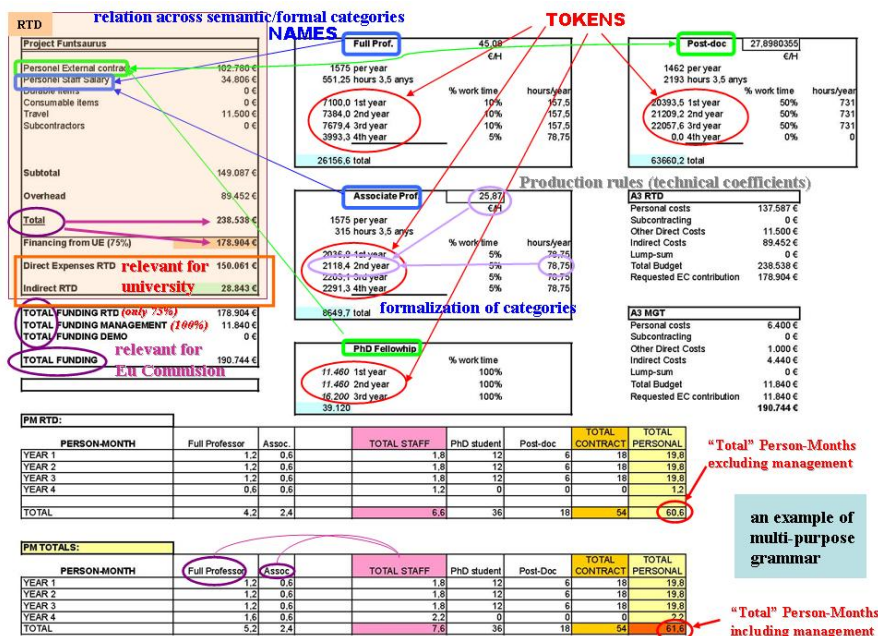 relation across semantic/formal categories
RTD
NAMES
TOKENS
Project Funtsaurus
Personel External contrac 102.780 €
Personel Staff Salary 34.806 €
Durable items 0 €
Consumable items 0 €
Travel 11.500 €
Subcontractors 0 €
Subtotal 149.087 €
Overhead 89.452 €
Total 238.538 €
Financing from UE (75%) 178.904 €
Direct Expenses RTD 150.061 €
relevant for university
Indirect RTD 28.843 €
TOTAL FUNDING RTD (only 75%) 178.904 €
TOTAL FUNDING MANAGEMENT (100%) 11.840 €
TOTAL FUNDING DEMO 0 €
TOTAL FUNDING 190.744 €
relevant for
Eu Commision
Full Prof. 45,08
€/H
1575 per year
551,25 hours 3,5 anys
% work time hours/year
7100,0 1st year 10% 157,5
7384,0 2nd year 10% 157,5
7679,4 3rd year 10% 157,5
3993,3 4th year 5% 78,75
26156,6 total
Post-doc 27,8980355
€/H
1462 per year
2193 hours 3,5 anys
% work time hours/year
20393,5 1st year 50% 731
21209,2 2nd year 50% 731
22057,6 3rd year 50% 731
0,0 4th year 0% 0
63660,2 total
Production rules (technical coefficients)
Associate Prof. 25,87
€/H
1575 per year
315 hours 3,5 anys
% work time hours/year
1st year 5% 78,75
2118,4 2nd year 5% 78,75
3rd year 5% 78,75
2291,3 4th year 5% 78,75
8649,7 total
formalization of categories
PhD Fellowhip
% work time
11.460 1st year 100%
11.460 2nd year 100%
16.200 3rd year 100%
39.120
A3 RTD
Personal costs 137.587 €
Subcontracting 0 €
Other Direct Costs 11.500 €
Indirect Costs 89.452 €
Lump-sum 0 €
Total Budget 238.538 €
Requested EC contribution 178.904 €
A3 MGT
Personal costs 6.400 €
Subcontracting 0 €
Other Direct Costs 1.000 €
Indirect Costs 4.440 €
Lump-sum 0 €
Total Budget 11.840 €
Requested EC contribution 11.840 €
190.744 €
PM RTD:
PERSON-MONTH Full Professor Assoc. TOTAL STAFF PhD student Post-doc TOTAL CONTRACT TOTAL PERSONAL
YEAR 1 1,2 0,6 1,8 12 6 18 19,8
YEAR 2 1,2 0,6 1,8 12 6 18 19,8
YEAR 3 1,2 0,6 1,8 12 6 18 19,8
YEAR 4 0,6 0,6 1,2 0 0 0 1,2
TOTAL 4,2 2,4 6,6 36 18 54 60,6
"Total" Person-Months
excluding management
an example of
multi-purpose
grammar
PM TOTALS:
PERSON-MONTH Full Professor Assoc. TOTAL STAFF PhD student Post-Doc TOTAL CONTRACT TOTAL PERSONAL
YEAR 1 1,2 0,6 1,8 12 6 18 19,8
YEAR 2 1,2 0,6 1,8 12 6 18 19,8
YEAR 3 1,2 0,6 1,8 12 6 18 19,8
YEAR 4 1,6 0,6 2,2 0 0 0 2,2
TOTAL 5,2 2,4 7,6 36 18 54 61,6
"Total" Person-Months
including management